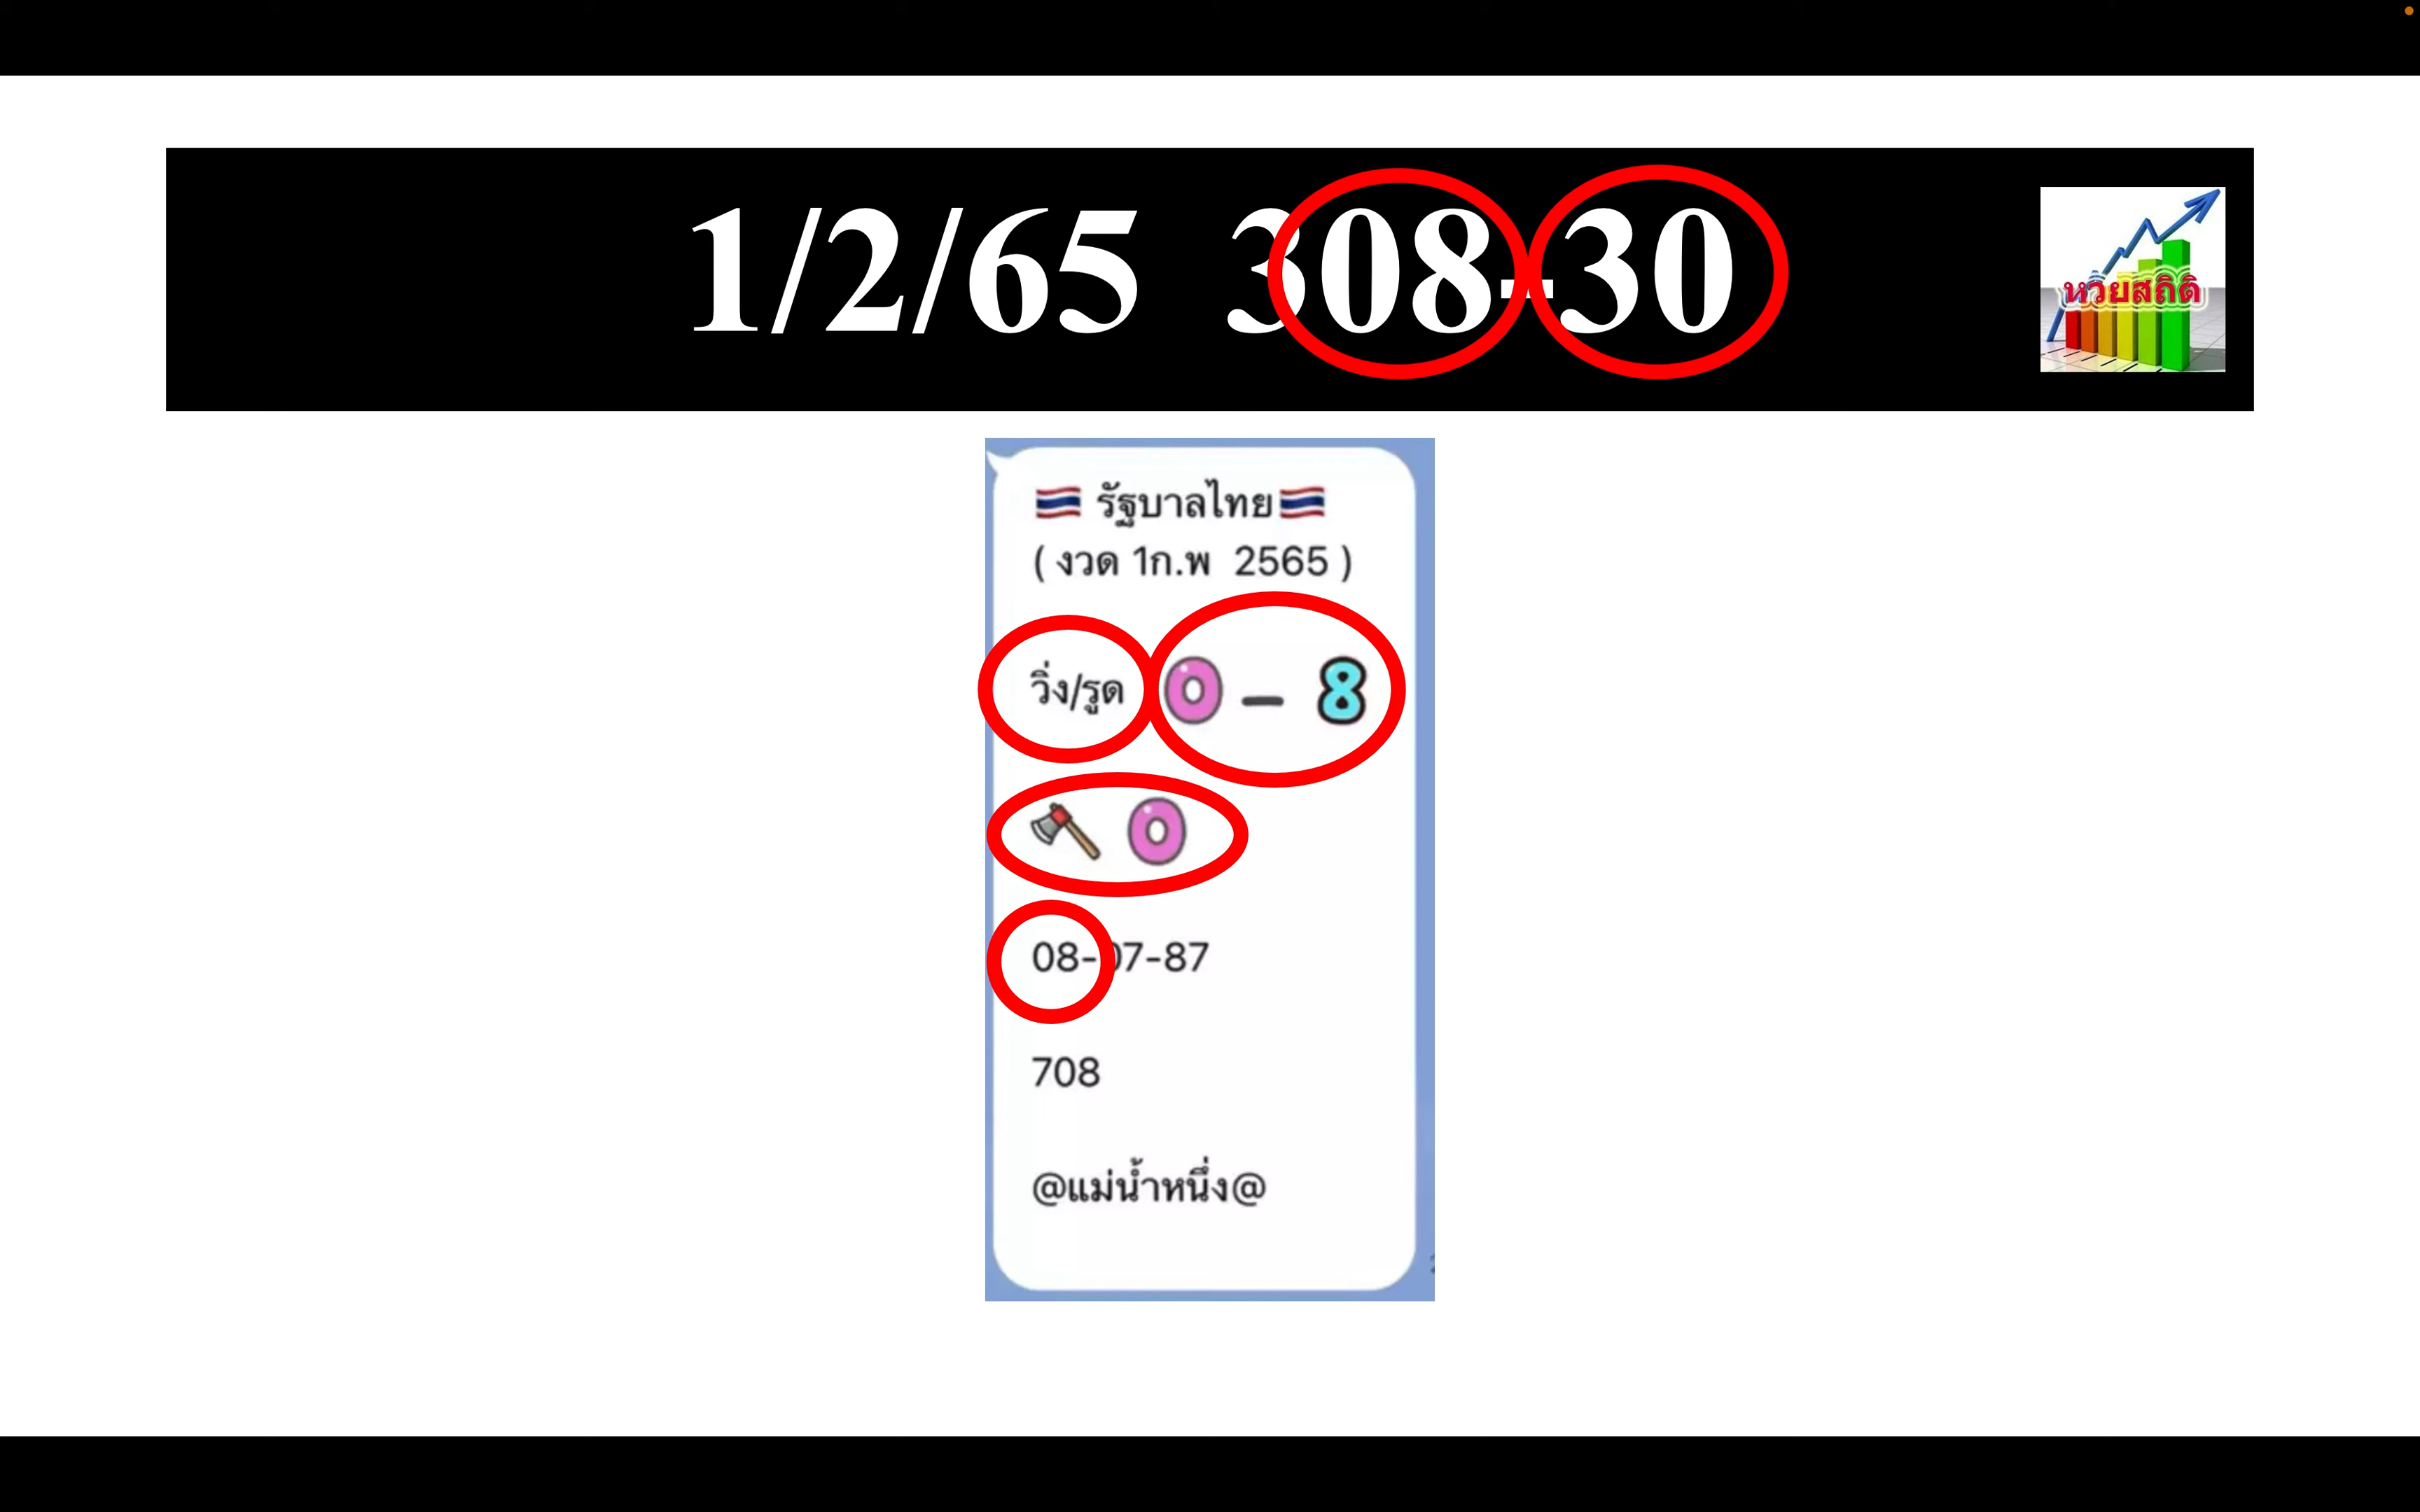 1/2/65 308-30
หวยสถิติ
🇹🇭 รัฐบาลไทย🇹🇭
( งวด 1ก.พ 2565 )
วิ่ง/รูด 0 - 8
🪓 0
08-07-87
708
@แม่น้ำหนึ่ง@